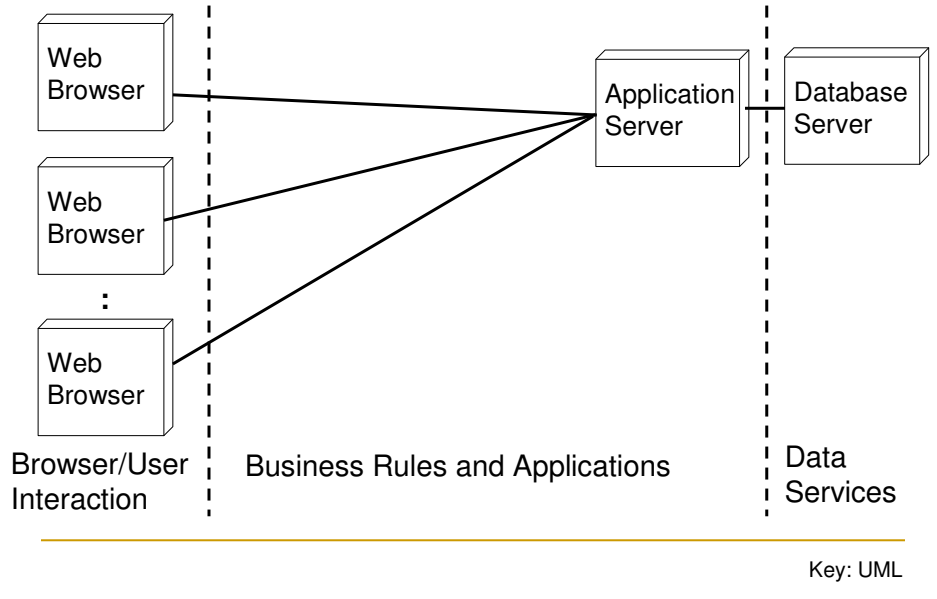 Web
Browser
Web
Browser
:
Web
Browser
Application
Server
Database
Server
Browser/User
Interaction
Business Rules and Applications
Data
Services
Key: UML